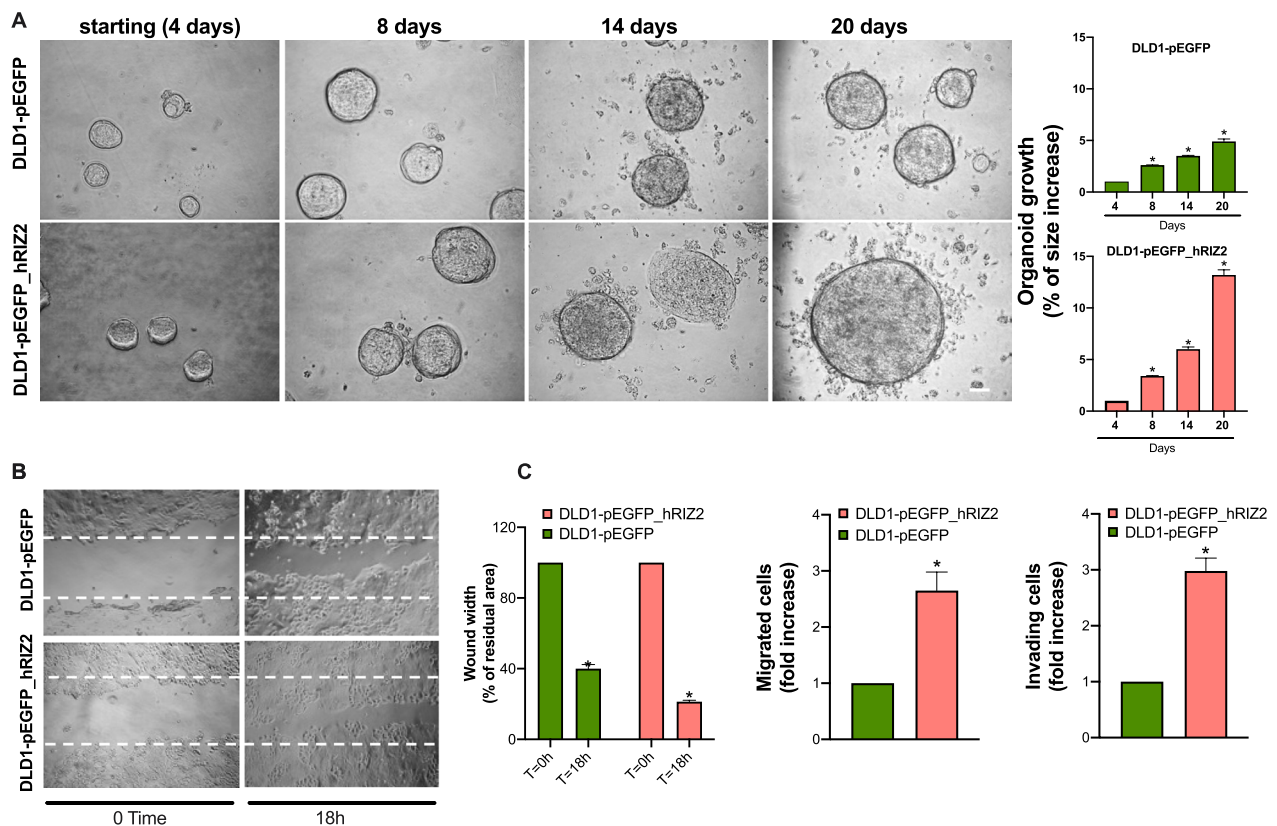 A
starting (4 days)
8 days
14 days
20 days
DLD1-pEGFP
DLD1-pEGFP_hRIZ2
Organoid growth
(% of size increase)
DLD1-pEGFP
15
10
5
0
4 8 14 20
* * *
Days
DLD1-pEGFP_hRIZ2
15
10
5
0
4 8 14 20
* * *
Days
B
DLD1-pEGFP
DLD1-pEGFP_hRIZ2
0 Time
18h
C
DLD1-pEGFP_hRIZ2
DLD1-pEGFP
Wound width
(% of residual area)
120
80
40
0
* *
T=0h T=18h T=0h T=18h
DLD1-pEGFP_hRIZ2
DLD1-pEGFP
Migrated cells
(fold increase)
4
3
2
1
0
*
DLD1-pEGFP_hRIZ2
DLD1-pEGFP
Invading cells
(fold increase)
4
3
2
1
0
*